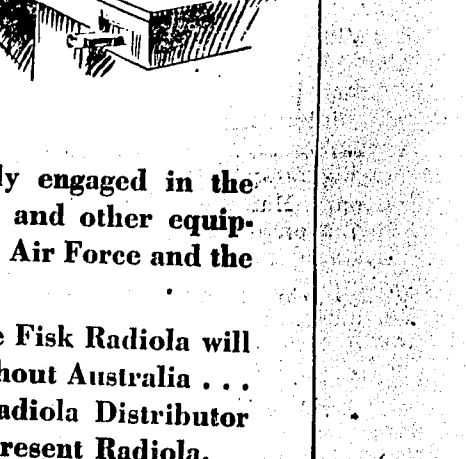 ly engaged in the
and other equip-
Air Force and the
e Fisk Radiola will
hout Australia . . .
adiola Distributor
resent Radiola.